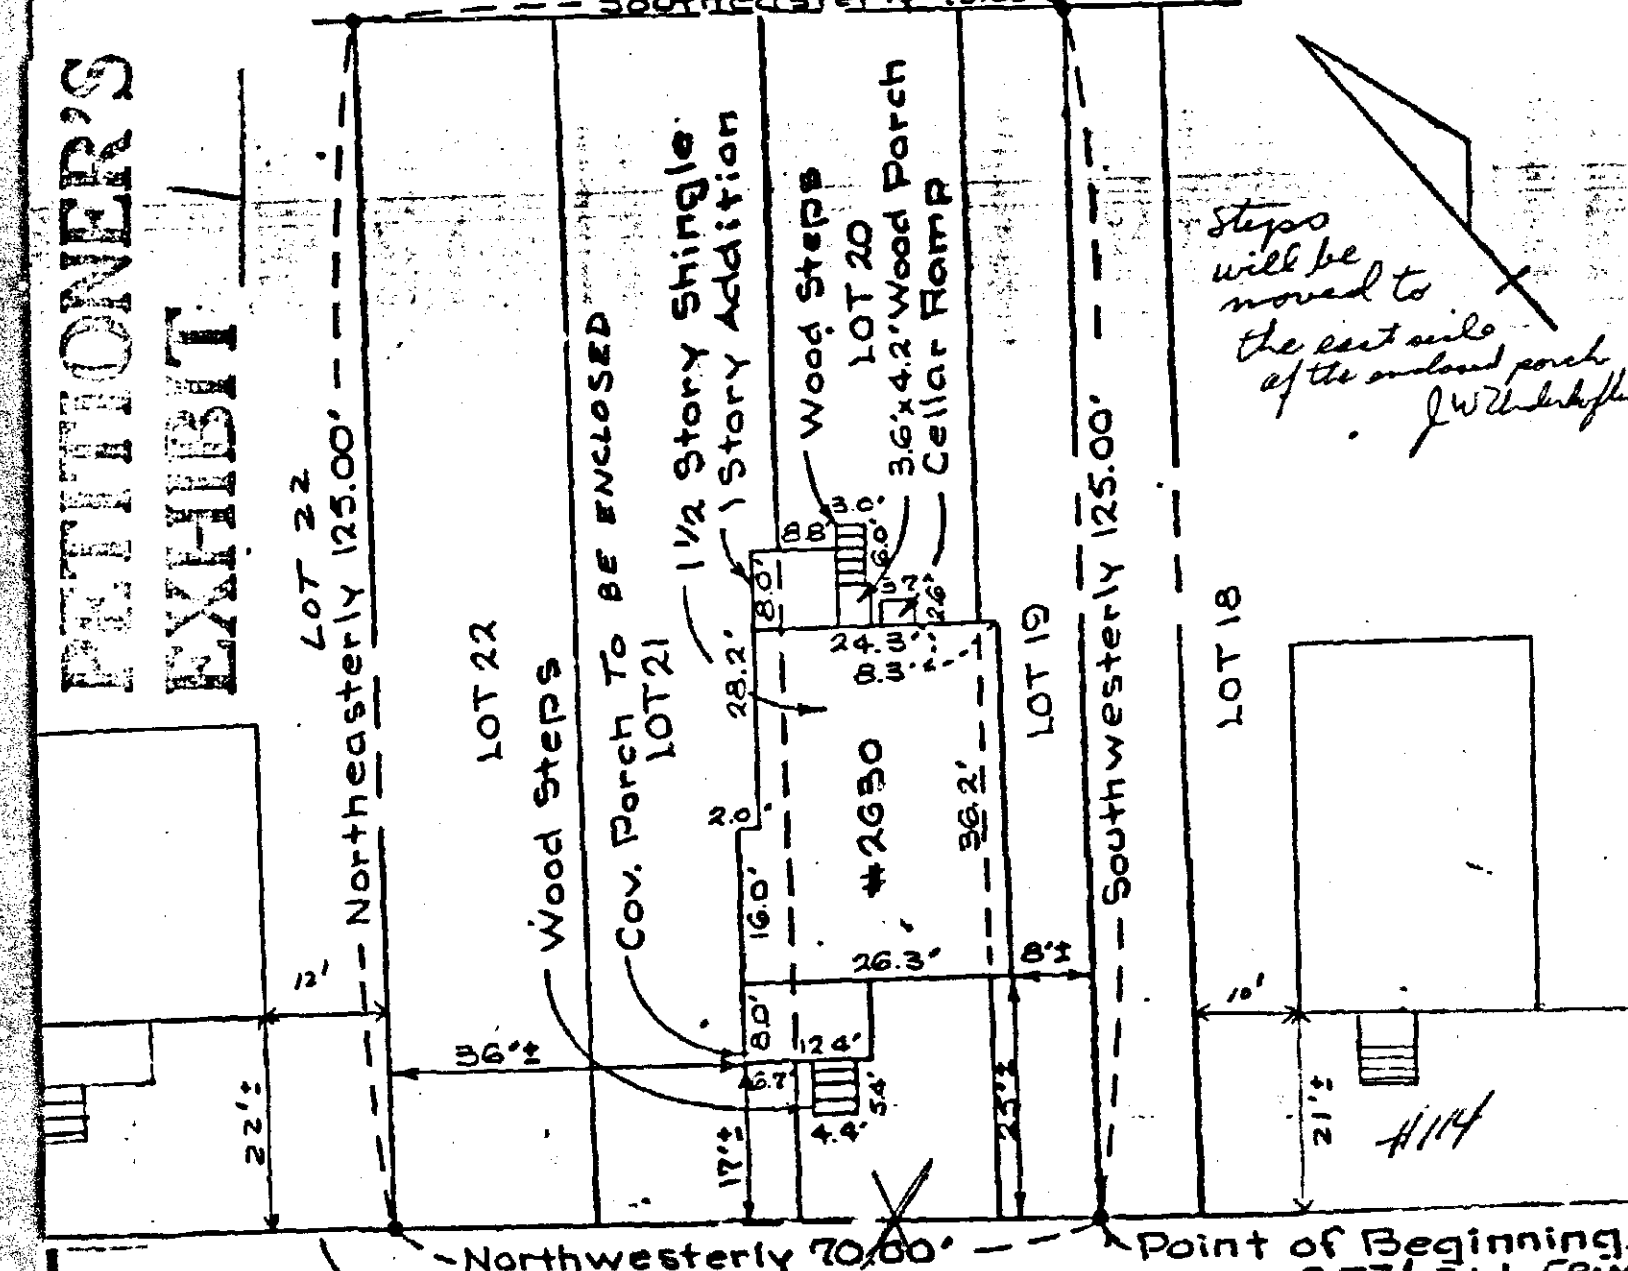 PETITIONER'S
EXHIBIT
LOT 22
Northeasterly 125.00'
LOT 22
Wood Steps
Cov. Porch To BE ENCLOSED
LOT 21
1 1/2 Story Shingle
1 Story Addition
Wood Steps
LOT 20
3.6' x 4.2' Wood Porch
Cellar Ramp
Steps
will be
moved to
the east side
of the enclosed porch
Southwesterly 125.00'
LOT 19
LOT 18
3.0'
8.8'
6.0'
8.0'
2.6'
24.3'
8.3'
28.2'
2.0'
16.0'
36.2'
26.3'
8'±
12'
10'
8.0'
12.4'
36'±
6.7'
5.4'
4.4'
17'±
25'±
22'±
21'±
#114
Northwesterly 70.00'
Point of Beginning